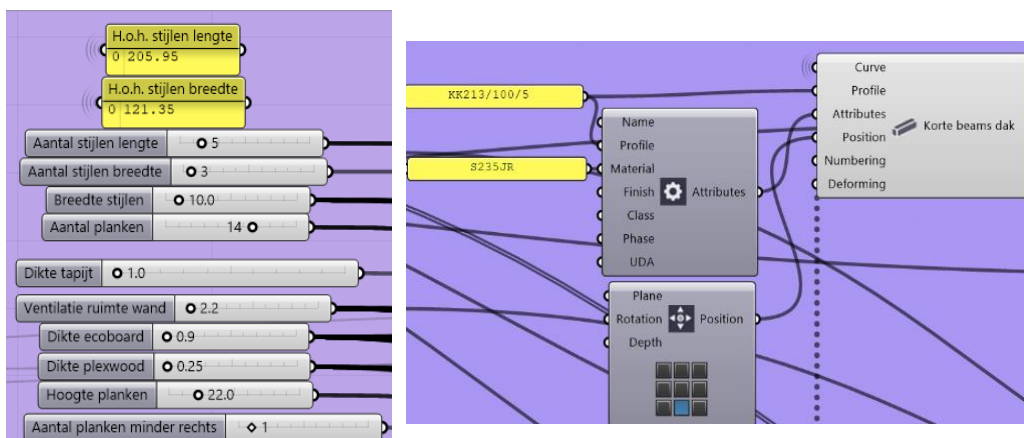 H.o.h. stijlen lengte
0 205.95
H.o.h. stijlen breedte
0 121.35
Aantal stijlen lengte 5
Aantal stijlen breedte 3
Breedte stijlen 10.0
Aantal planken 14
Dikte tapijt 1.0
Ventilatie ruimte wand 2.2
Dikte ecoboard 0.9
Dikte plexwood 0.25
Hoogte planken 22.0
Aantal planken minder rechts 1
KK213/100/5
S235JR
Name
Profile
Material
Finish
Class
Phase
UDA
Attributes
Plane
Rotation
Depth
Position
Curve
Profile
Attributes
Position
Numbering
Deforming
Korte beams dak